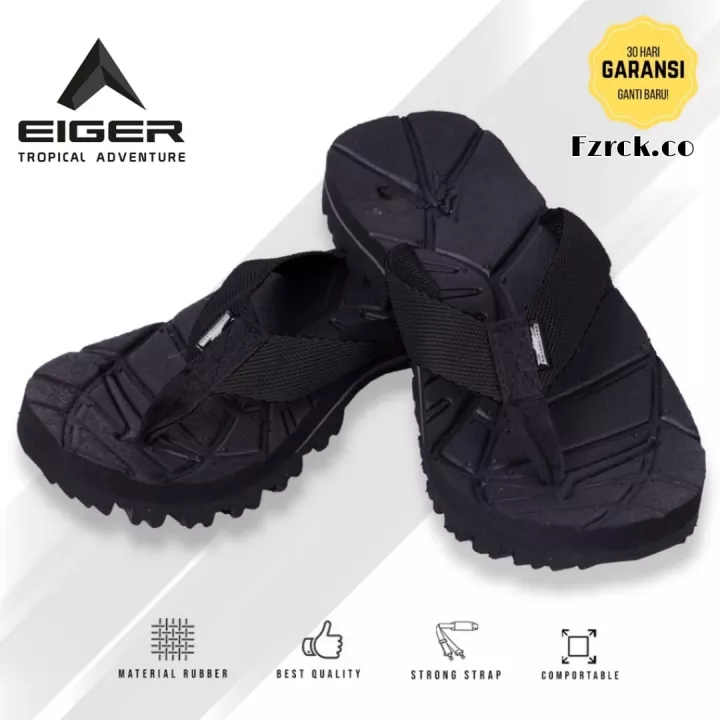 EIGER
TROPICAL ADVENTURE
30 HARI
GARANSI
GANTI BARU!
Fzrck.co
MATERIAL RUBBER
BEST QUALITY
STRONG STRAP
COMPORTABLE